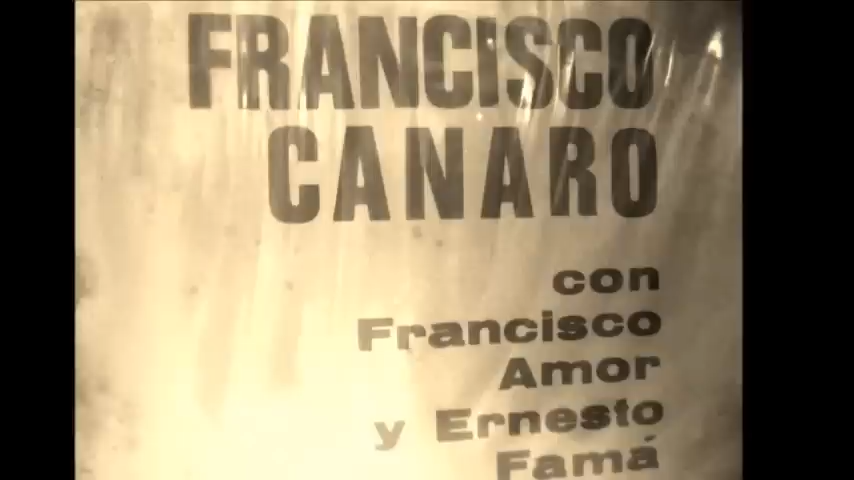 FRANCISCO
CANARO
con
Francisco
Amor
y Ernesto
Famá